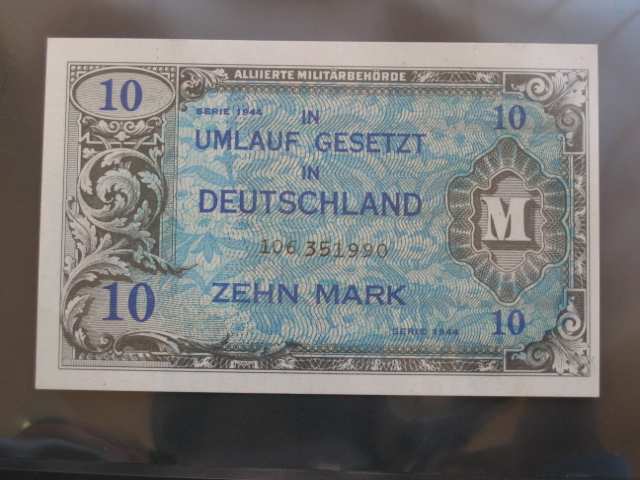 ALLIIERTE MILITÄRBEHÖRDE
10
SERIE 1944
IN
10
UMLAUF GESETZT
IN
DEUTSCHLAND
M
106,351990
10
ZEHN MARK
10
SERIE 1944